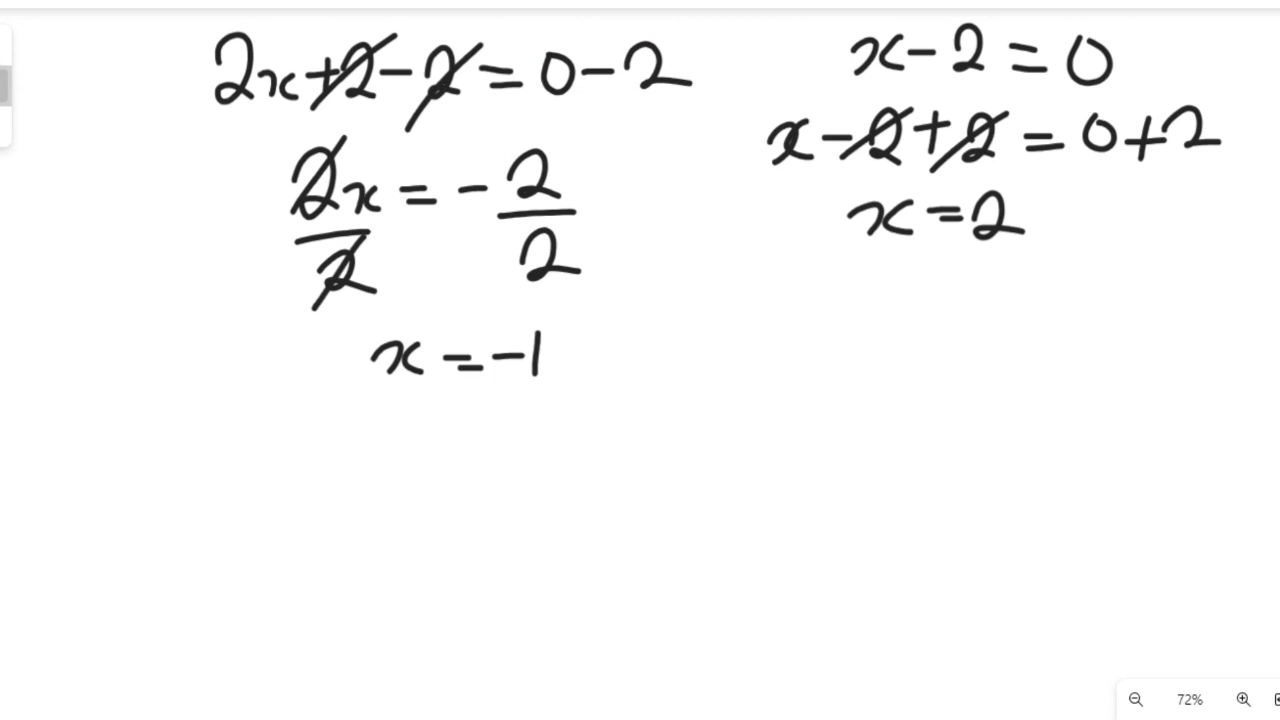 2x+2-2=0-2
2x/2 = -2/2
x = -1
x-2=0
x-2+2=0+2
x=2
72%